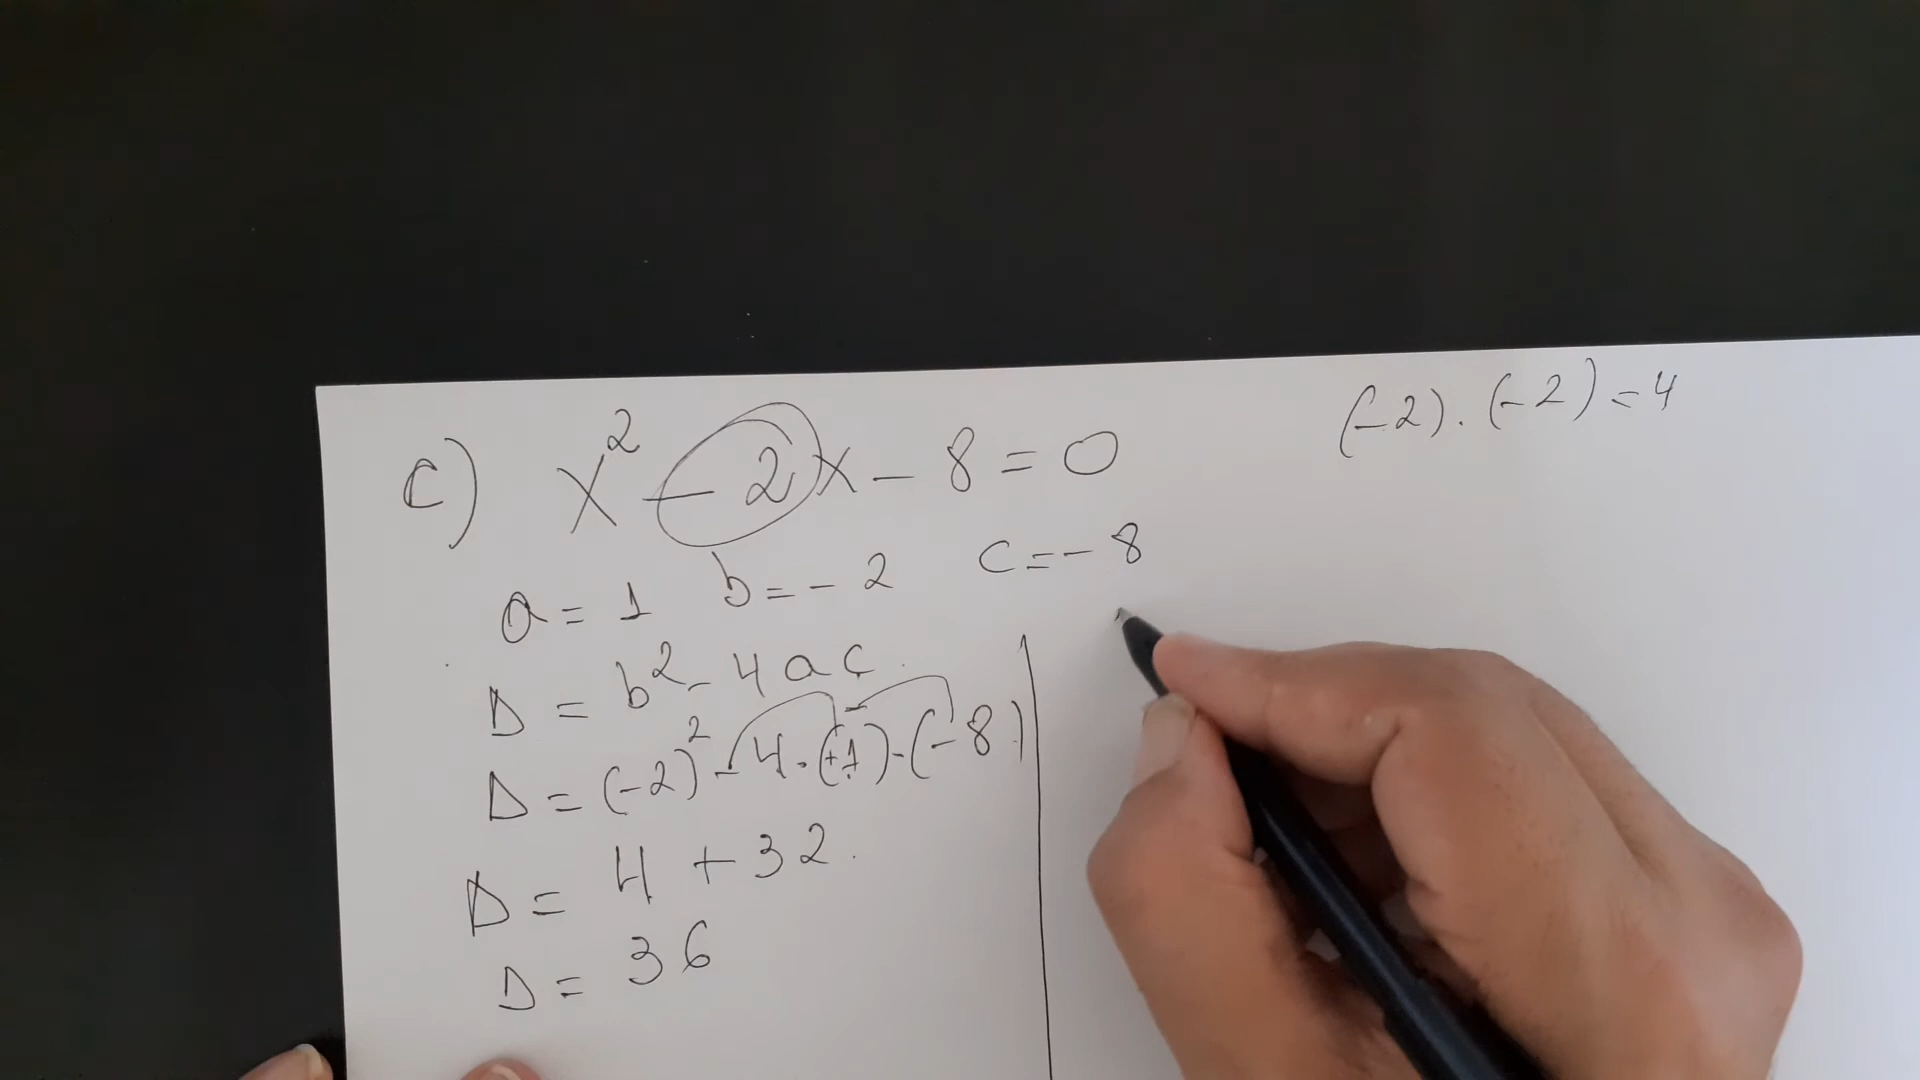 c) x² - 2x - 8 = 0
(-2) . (-2) = 4
a = 1 b = - 2 c = - 8
Δ = b² - 4 a c
Δ = (-2)² - 4 . (+1) . (-8)
Δ = 4 + 32
Δ = 36